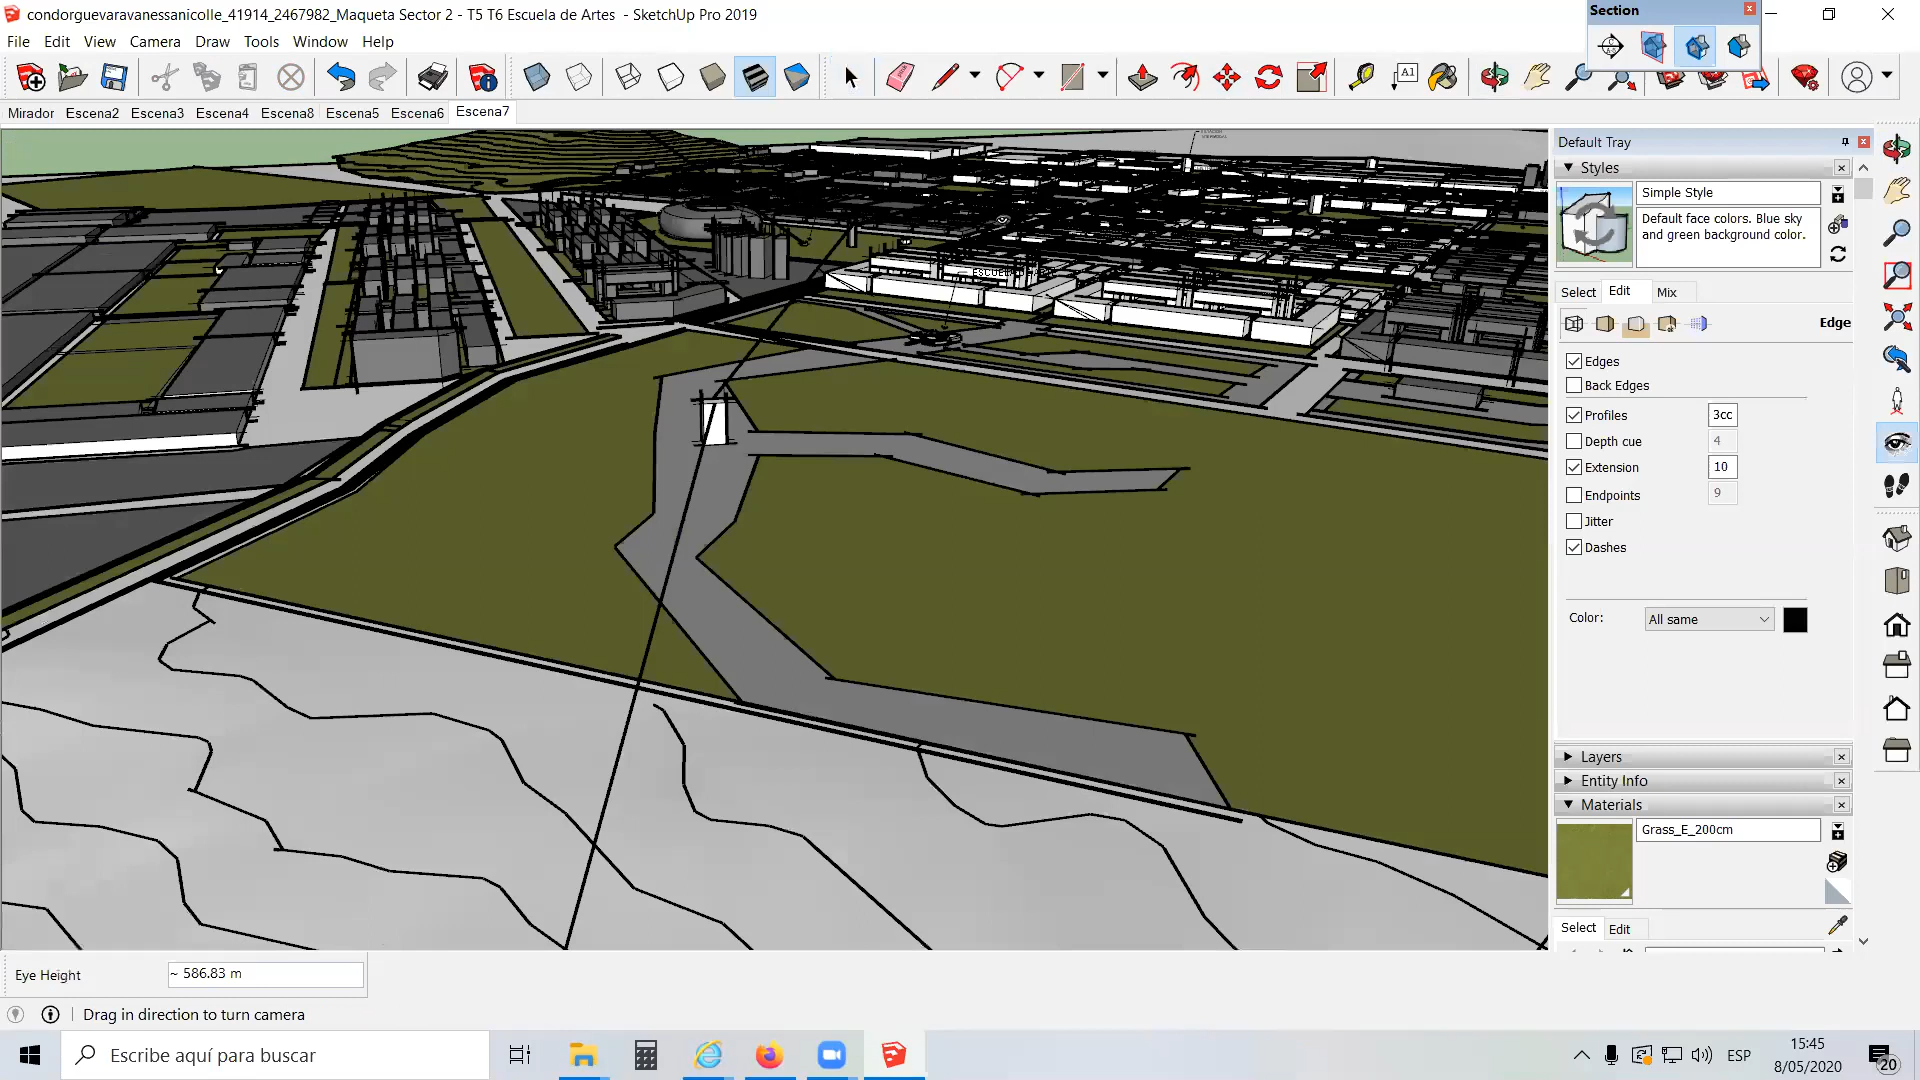 condorguevaravanessanicolle_41914_2467982_Maqueta Sector 2 - T5 T6 Escuela de Artes - SketchUp Pro 2019
Section
File Edit View Camera Draw Tools Window Help
A1
Mirador Escena2 Escena3 Escena4 Escena8 Escena5 Escena6 Escena7
Default Tray
Styles
Simple Style
Default face colors. Blue sky
and green background color.
Select Edit Mix
Edge
Edges
Back Edges
Profiles 3cc
Depth cue 4
Extension 10
Endpoints 9
Jitter
Dashes
Color: All same
Layers
Entity Info
Materials
Grass_E_200cm
Select Edit
Eye Height ~ 586.83 m
Drag in direction to turn camera
Escribe aquí para buscar
ESP
15:45
8/05/2020
20